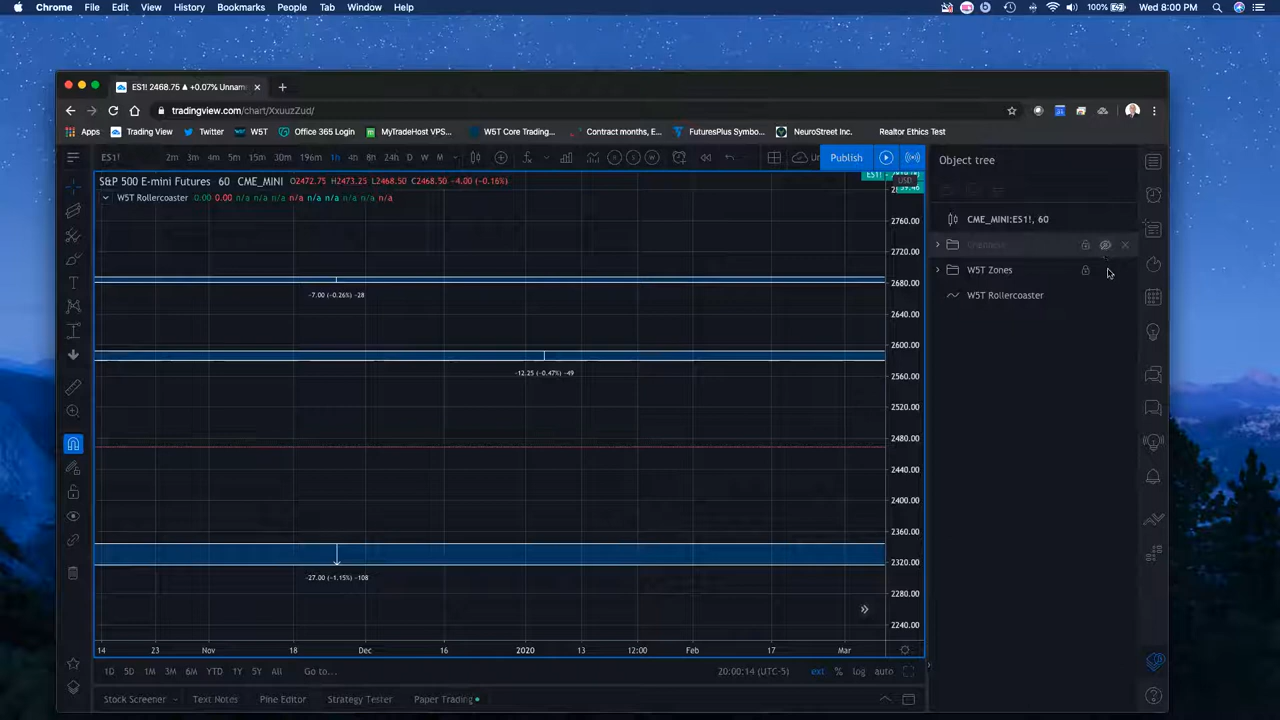 Chrome File Edit View History Bookmarks People Tab Window Help 100% Wed 8:00 PM
ES1! 2468.75 ▲ +0.07% Unnam
tradingview.com/chart/XxuuzZud/
Apps Trading View Twitter W5T Office 365 Login MyTradeHost VPS... W5T Core Trading... Contract months, E... FuturesPlus Symbo... NeuroStreet Inc. Realtor Ethics Test
ES1! 2m 3m 4m 5m 15m 30m 196m 1h 4h 8h 24h D W M Un Publish
Object tree
S&P 500 E-mini Futures 60 CME_MINI O2472.75 H2473.25 L2468.50 C2468.50 −4.00 (−0.16%)
ES1!
USD
W5T Rollercoaster 0.00 0.00 n/a n/a n/a n/a n/a n/a n/a n/a
CME_MINI:ES1!, 60
W5T Zones
W5T Rollercoaster
2760.00
2720.00
2680.00
-7.00 (-0.26%) -28
2640.00
2600.00
-12.25 (-0.47%) -49
2560.00
2520.00
2480.00
2440.00
2400.00
2360.00
2320.00
-27.00 (-1.15%) -108
2280.00
2240.00
14 23 Nov 18 Dec 16 2020 13 12:00 Feb 17 Mar
1D 5D 1M 3M 6M YTD 1Y 5Y All Go to... 20:00:14 (UTC-5) ext % log auto
Stock Screener Text Notes Pine Editor Strategy Tester Paper Trading